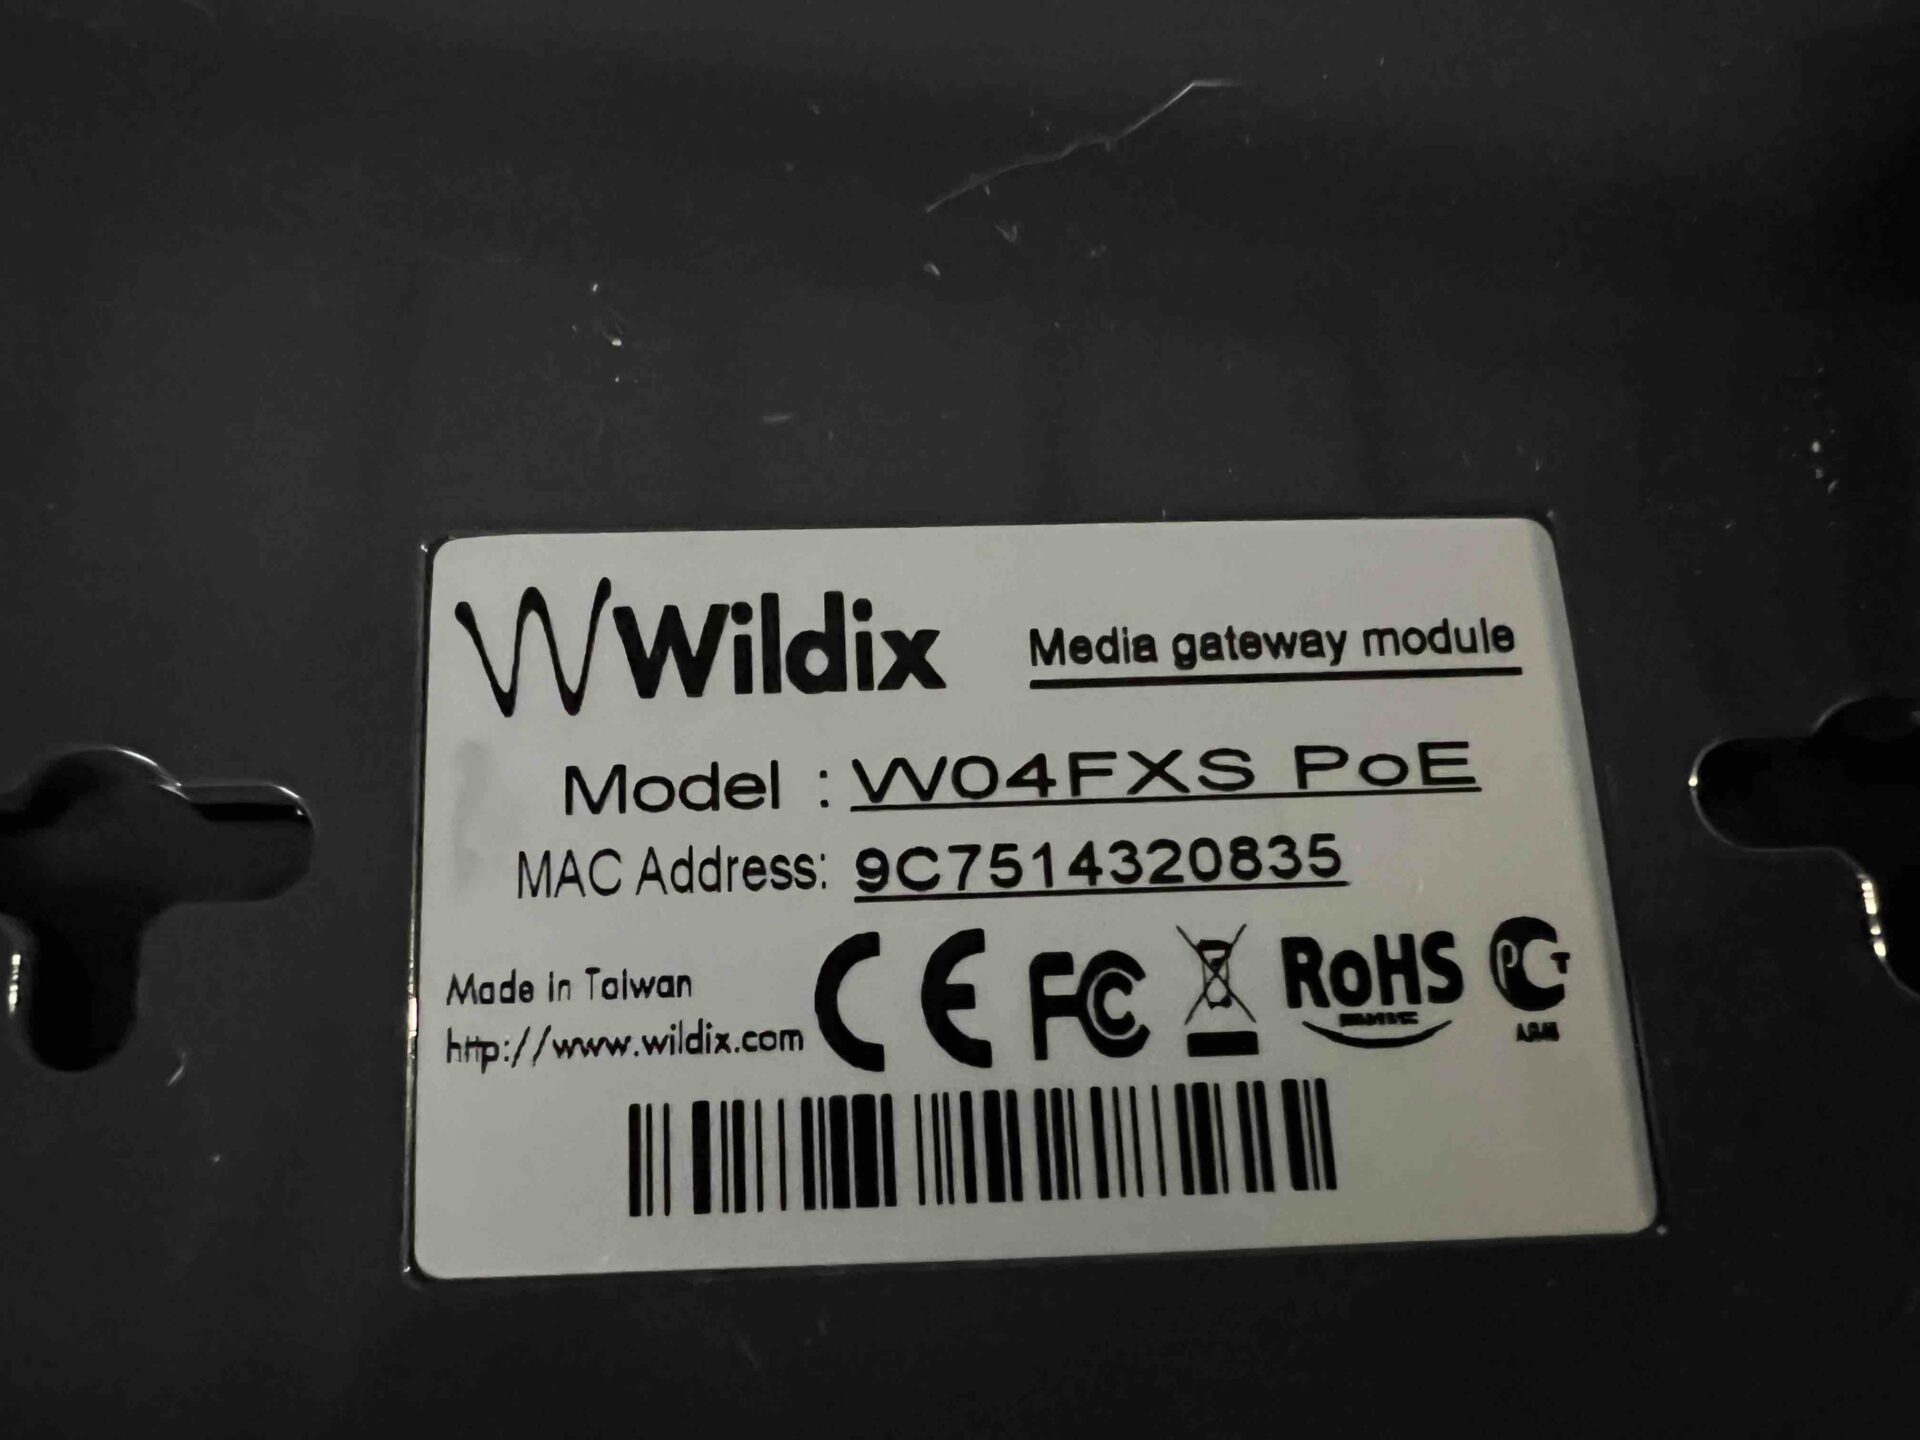 Wildix
Media gateway module
Model : W04FXS PoE
MAC Address: 9C7514320835
Made in Taiwan
http://www.wildix.com
CE FC RoHS PCT